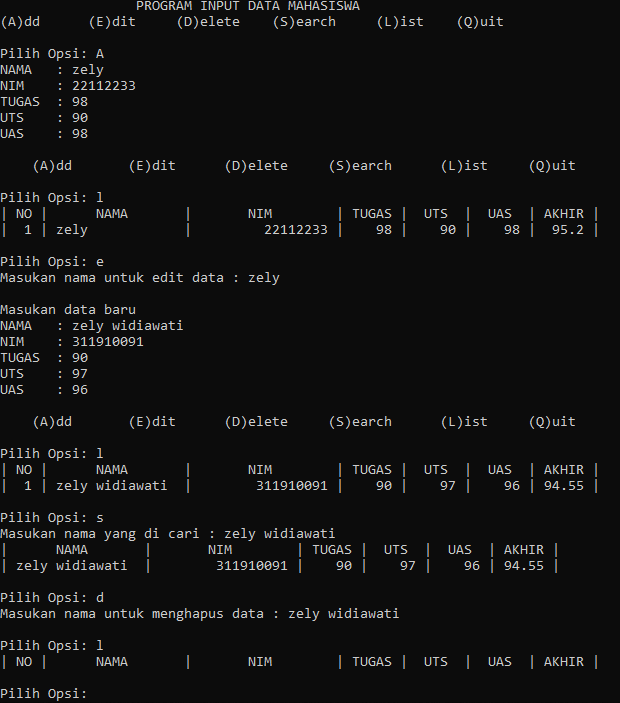 PROGRAM INPUT DATA MAHASISWA
(A)dd (E)dit (D)elete (S)earch (L)ist (Q)uit
Pilih Opsi: A
NAMA : zely
NIM : 22112233
TUGAS : 98
UTS : 90
UAS : 98
(A)dd (E)dit (D)elete (S)earch (L)ist (Q)uit
Pilih Opsi: l
| NO | NAMA | NIM | TUGAS | UTS | UAS | AKHIR |
| 1 | zely | 22112233 | 98 | 90 | 98 | 95.2 |
Pilih Opsi: e
Masukan nama untuk edit data : zely
Masukan data baru
NAMA : zely widiawati
NIM : 311910091
TUGAS : 90
UTS : 97
UAS : 96
(A)dd (E)dit (D)elete (S)earch (L)ist (Q)uit
Pilih Opsi: l
| NO | NAMA | NIM | TUGAS | UTS | UAS | AKHIR |
| 1 | zely widiawati | 311910091 | 90 | 97 | 96 | 94.55 |
Pilih Opsi: s
Masukan nama yang di cari : zely widiawati
| NAMA | NIM | TUGAS | UTS | UAS | AKHIR |
| zely widiawati | 311910091 | 90 | 97 | 96 | 94.55 |
Pilih Opsi: d
Masukan nama untuk menghapus data : zely widiawati
Pilih Opsi: l
| NO | NAMA | NIM | TUGAS | UTS | UAS | AKHIR |
Pilih Opsi: